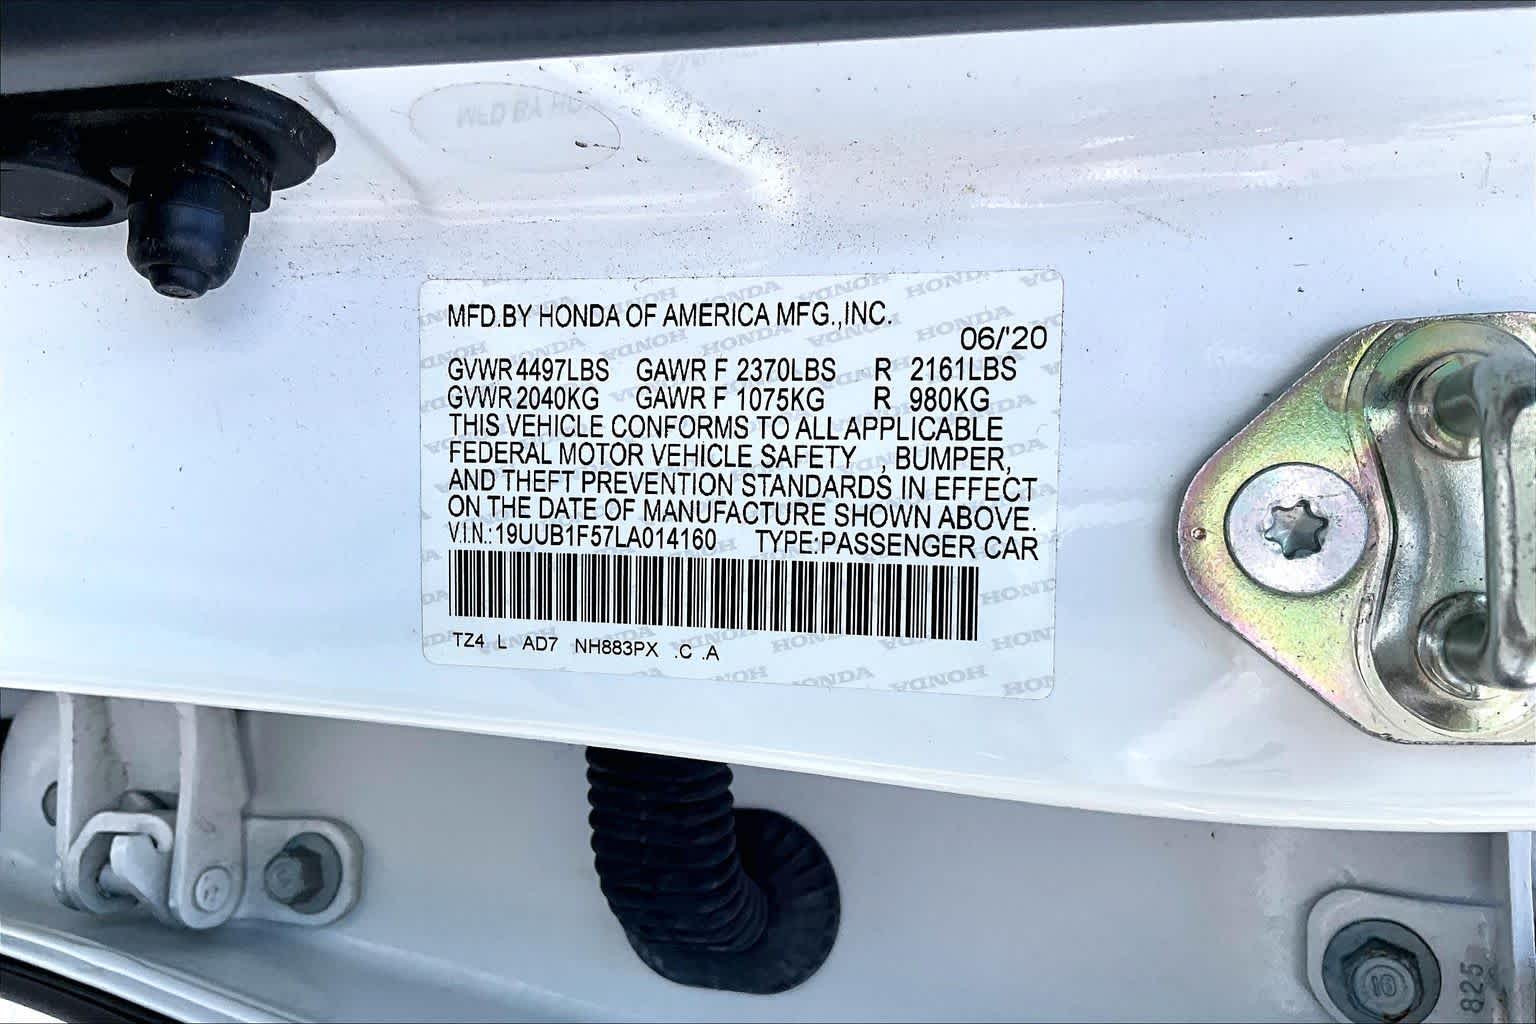 MFD.BY HONDA OF AMERICA MFG.,INC.
06/'20
GVWR 4497LBS GAWR F 2370LBS R 2161LBS
GVWR 2040KG GAWR F 1075KG R 980KG
THIS VEHICLE CONFORMS TO ALL APPLICABLE
FEDERAL MOTOR VEHICLE SAFETY , BUMPER,
AND THEFT PREVENTION STANDARDS IN EFFECT
ON THE DATE OF MANUFACTURE SHOWN ABOVE.
V.I.N.: 19UUB1F57LA014160 TYPE:PASSENGER CAR
TZ4 L AD7 NH883PX .C .A
825
10